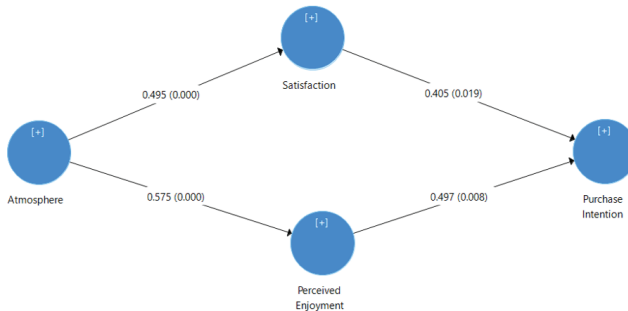 [+]
Satisfaction
0.495 (0.000)
0.405 (0.019)
[+]
Atmosphere
[+]
Purchase
Intention
0.575 (0.000)
0.497 (0.008)
[+]
Perceived
Enjoyment